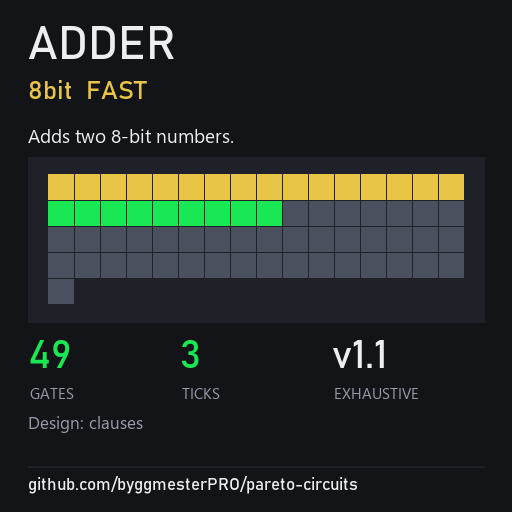 ADDER
8bit FAST
Adds two 8-bit numbers.
49 3 v1.1
GATES TICKS EXHAUSTIVE
Design: clauses
github.com/byggmesterPRO/pareto-circuits